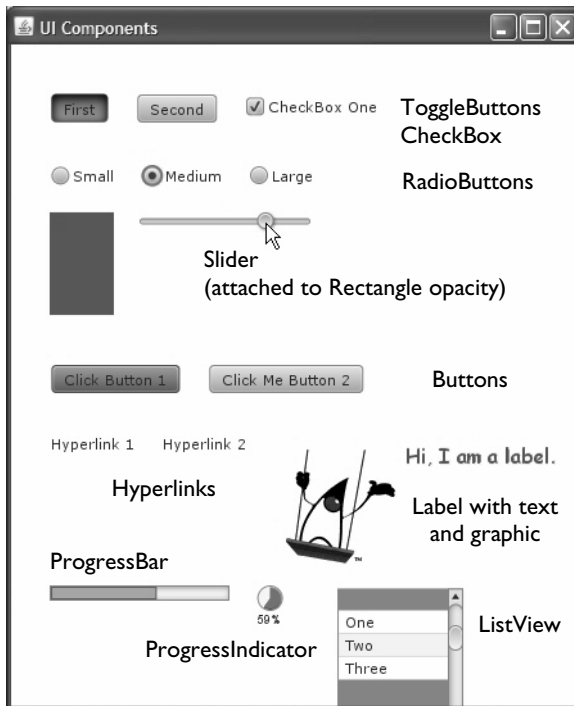 UI Components
First Second CheckBox One ToggleButtons
CheckBox
Small Medium Large RadioButtons
Slider
(attached to Rectangle opacity)
Click Button 1 Click Me Button 2 Buttons
Hyperlink 1 Hyperlink 2
Hi, I am a label.
Hyperlinks
Label with text
and graphic
TM
ProgressBar
59%
ProgressIndicator
One
Two
Three
ListView